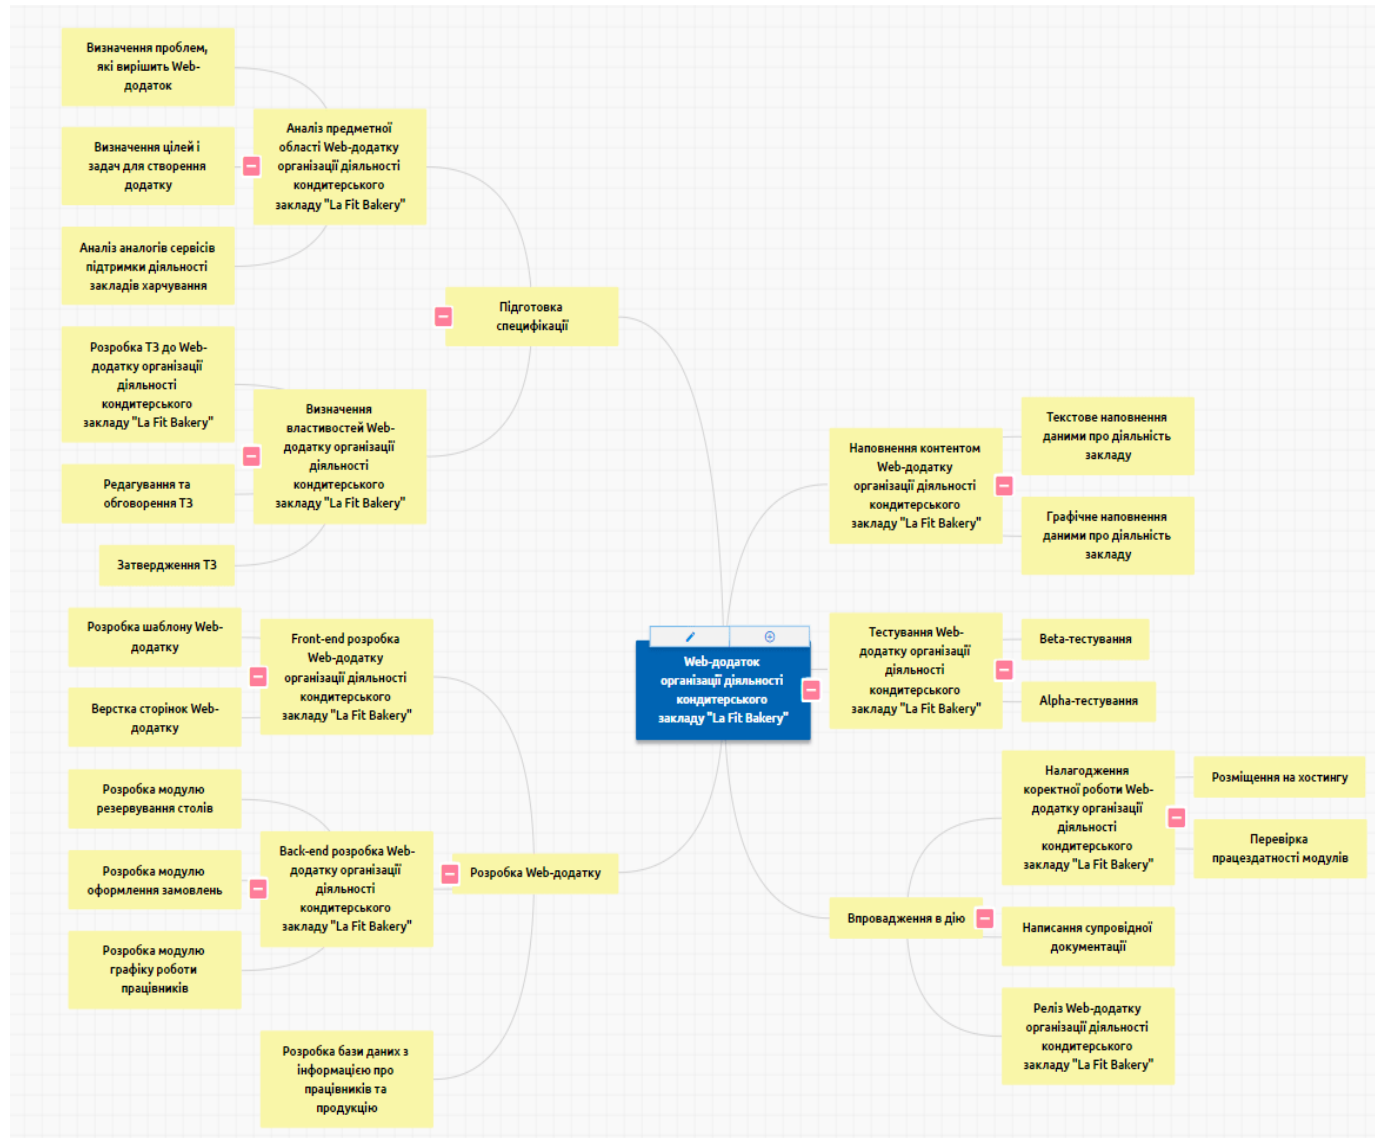 Визначення проблем,
які вирішить Web-
додаток
Визначення цілей і
задач для створення
додатку
Аналіз аналогів сервісів
підтримки діяльності
закладів харчування
Аналіз предметної
області Web-додатку
організації діяльності
кондитерського
закладу "La Fit Bakery"
Підготовка
специфікації
Розробка ТЗ до Web-
додатку організації
діяльності
кондитерського
закладу "La Fit Bakery"
Редагування та
обговорення ТЗ
Затвердження ТЗ
Визначення
властивостей Web-
додатку організації
діяльності
кондитерського
закладу "La Fit Bakery"
Розробка шаблону Web-
додатку
Верстка сторінок Web-
додатку
Front-end розробка
Web-додатку
організації діяльності
кондитерського
закладу "La Fit Bakery"
Розробка модулю
резервування столів
Розробка модулю
оформлення замовлень
Розробка модулю
графіку роботи
працівників
Back-end розробка Web-
додатку організації
діяльності
кондитерського
закладу "La Fit Bakery"
Розробка Web-додатку
Розробка бази даних з
інформацією про
працівників та
продукцію
Web-додаток
організації діяльності
кондитерського
закладу "La Fit Bakery"
Наповнення контентом
Web-додатку
організації діяльності
кондитерського
закладу "La Fit Bakery"
Текстове наповнення
даними про діяльність
закладу
Графічне наповнення
даними про діяльність
закладу
Тестування Web-
додатку організації
діяльності
кондитерського
закладу "La Fit Bakery"
Beta-тестування
Alpha-тестування
Впровадження в дію
Налагодження
коректної роботи Web-
додатку організації
діяльності
кондитерського
закладу "La Fit Bakery"
Розміщення на хостингу
Перевірка
працездатності модулів
Написання супровідної
документації
Реліз Web-додатку
організації діяльності
кондитерського
закладу "La Fit Bakery"